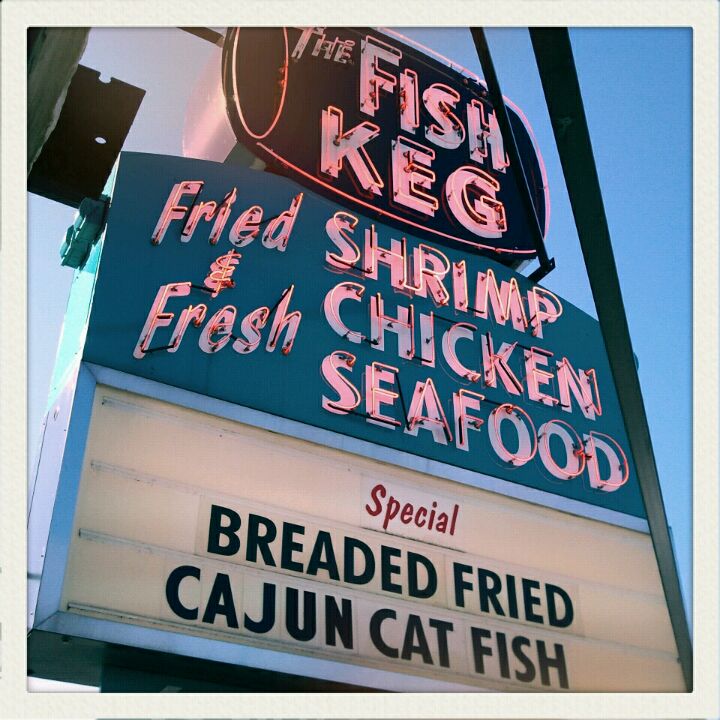 The
FISH
KEG
Fried SHRIMP
& CHICKEN
Fresh SEAFOOD
Special
BREADED FRIED
CAJUN CAT FISH